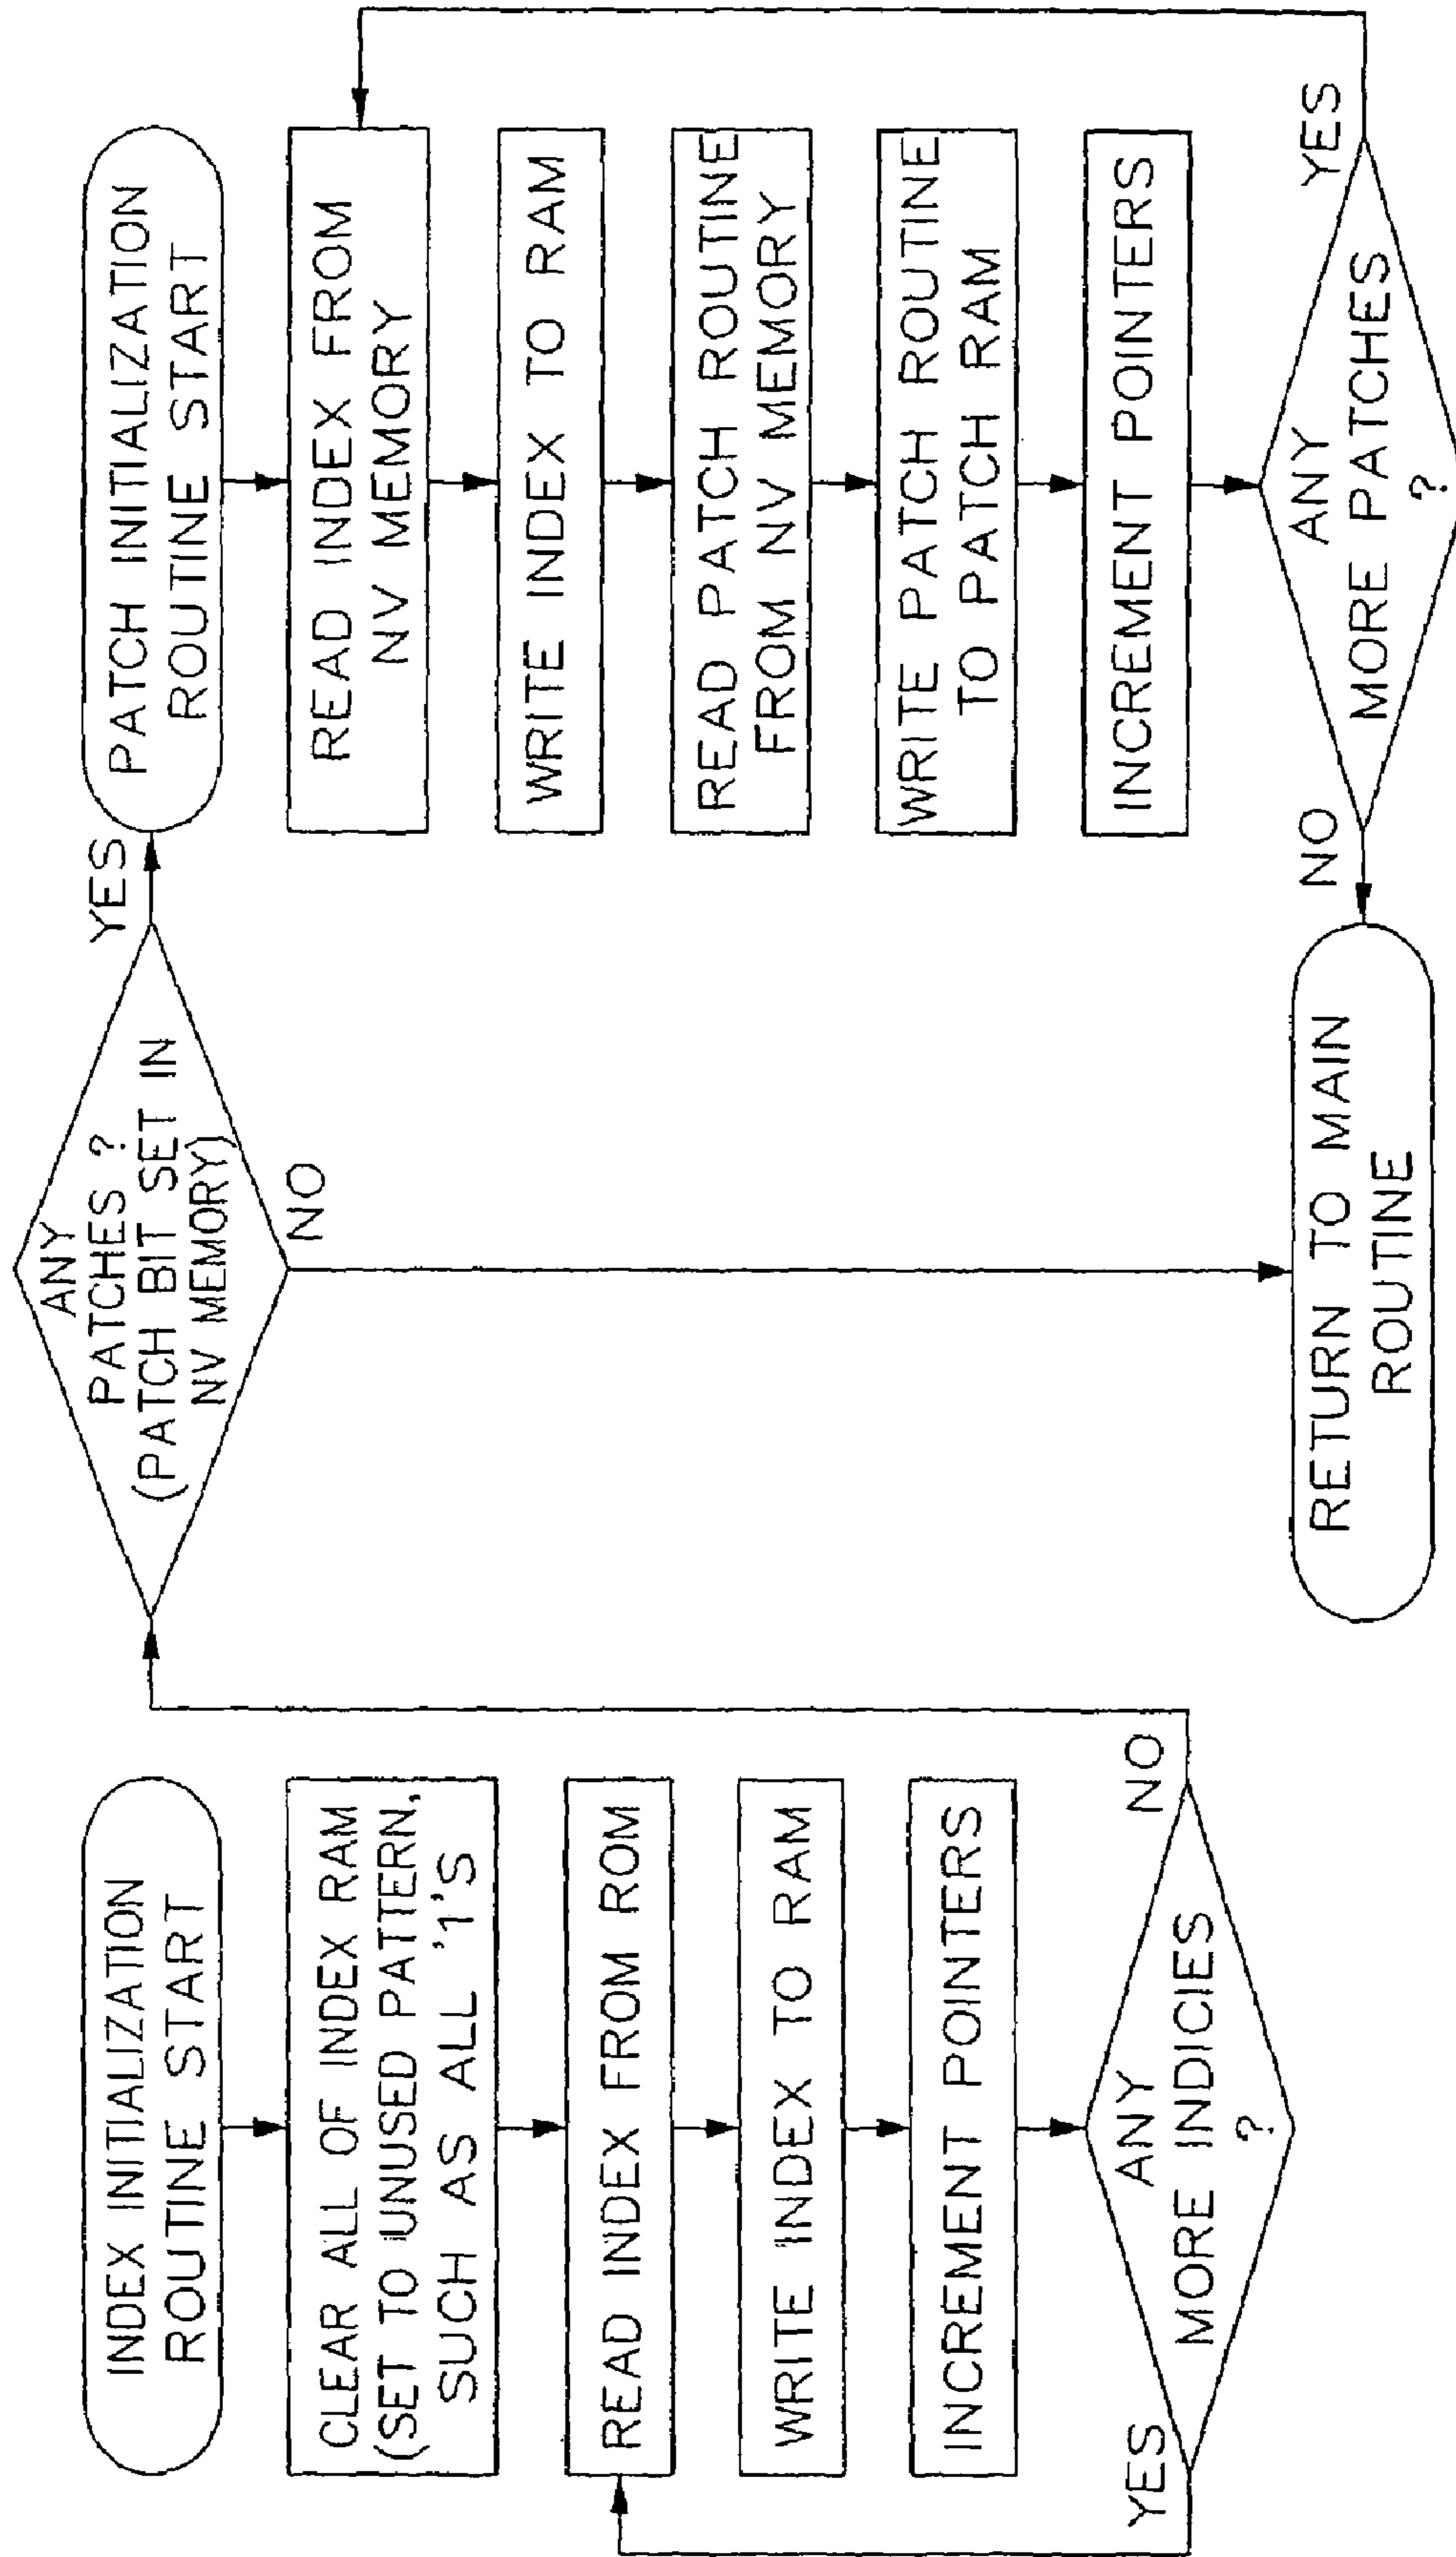 INDEX INITIALIZATION
ROUTINE START
CLEAR ALL OF INDEX RAM
(SET TO UNUSED PATTERN,
SUCH AS ALL '1'S
READ INDEX FROM ROM
WRITE INDEX TO RAM
INCREMENT POINTERS
ANY
MORE INDICIES
?
YES
NO
ANY
PATCHES ?
(PATCH BIT SET IN
NV MEMORY)
YES
NO
PATCH INITIALIZATION
ROUTINE START
READ INDEX FROM
NV MEMORY
WRITE INDEX TO RAM
READ PATCH ROUTINE
FROM NV MEMORY
WRITE PATCH ROUTINE
TO PATCH RAM
INCREMENT POINTERS
ANY
MORE PATCHES
?
YES
NO
RETURN TO MAIN
ROUTINE